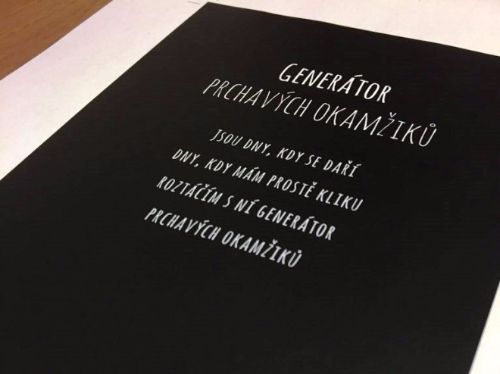 GENERÁTOR
PRCHAVÝCH OKAMŽIKŮ
JSOU DNY, KDY SE DAŘÍ
DNY, KDY MÁM PROSTĚ KLIKU
ROZTÁČÍM S NÍ GENERÁTOR
PRCHAVÝCH OKAMŽIKŮ